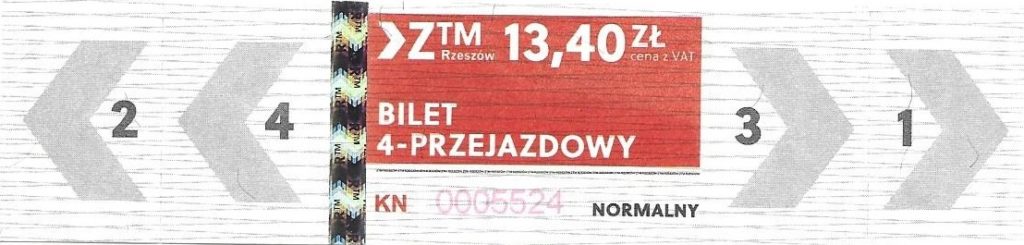 ZTM
Rzeszów
13,40 ZŁ
cena z VAT
BILET
4-PRZEJAZDOWY
KN 0005524 NORMALNY
2 4 3 1